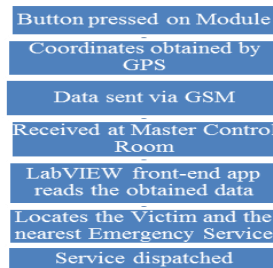 Button pressed on Module
Coordinates obtained by
GPS
Data sent via GSM
Received at Master Control
Room
LabVIEW front-end app
reads the obtained data
Locates the Victim and the
nearest Emergency Service
Service dispatched